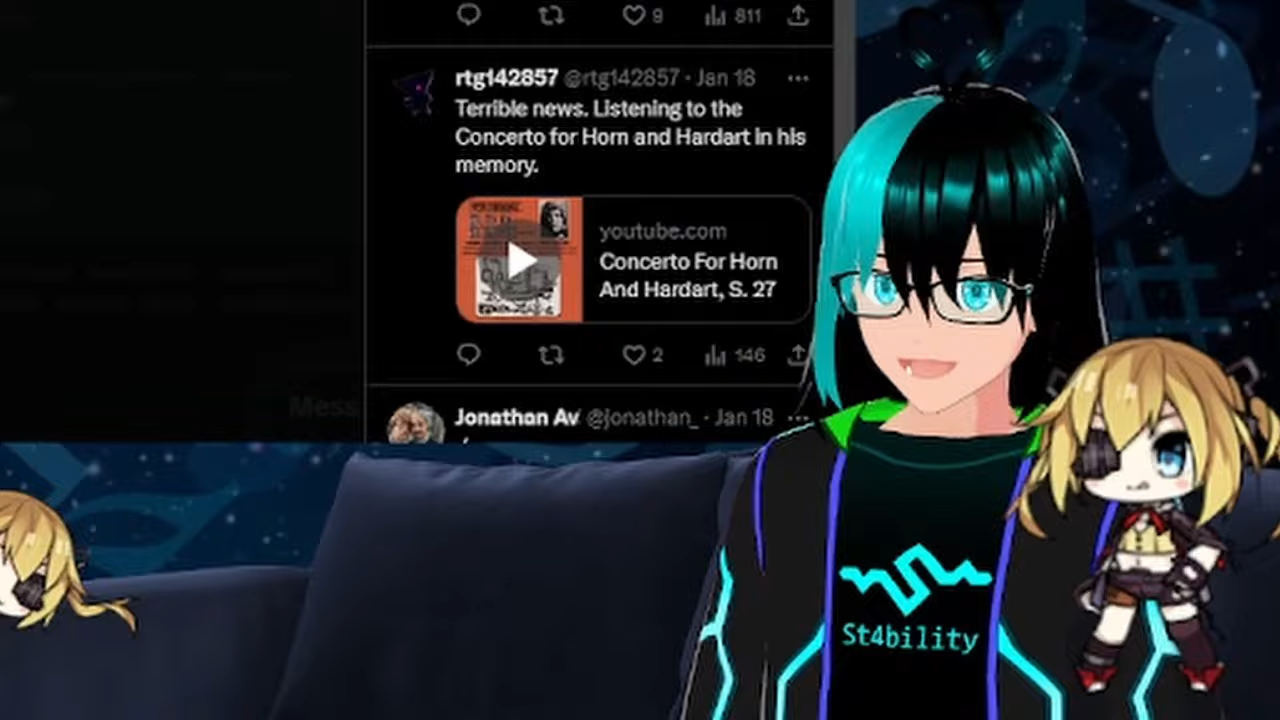 9 811
rtg142857 @rtg142857 · Jan 18
Terrible news. Listening to the
Concerto for Horn and Hardart in his
memory.
youtube.com
Concerto For Horn
And Hardart, S. 27
2 146
Jonathan Av @jonathan_ · Jan 18
Mess
St4bility